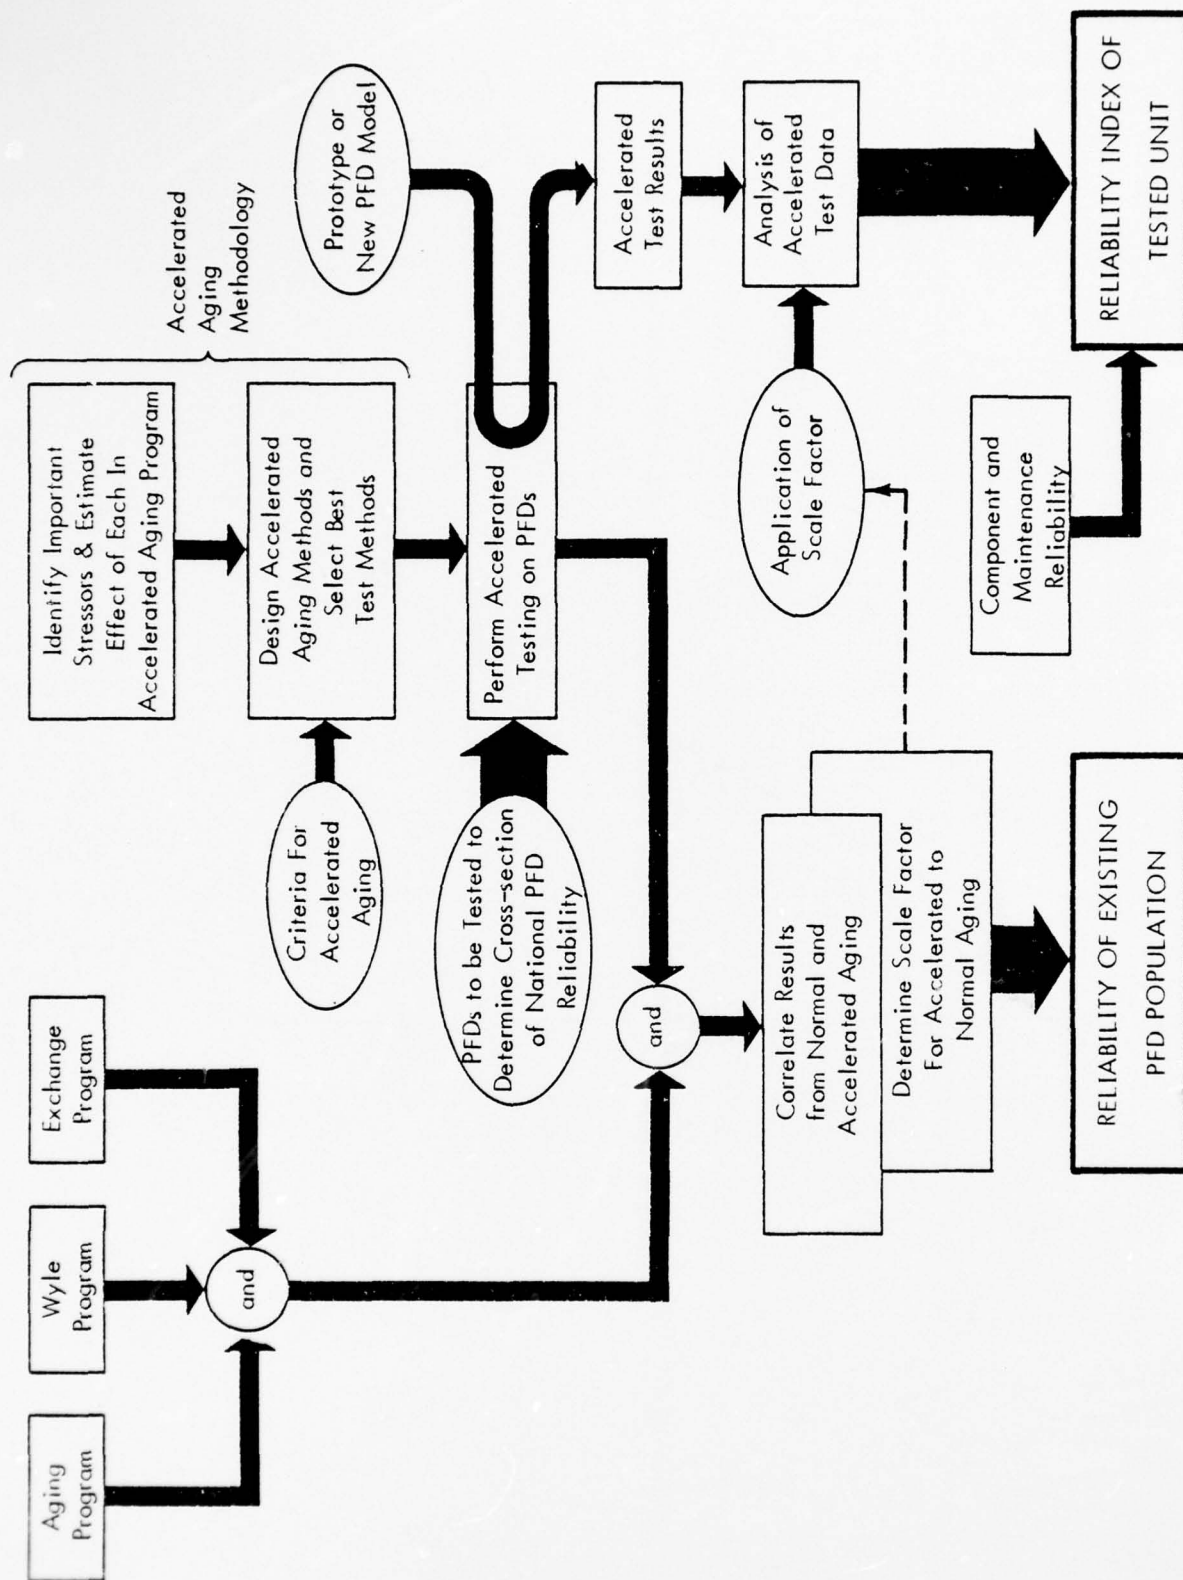 Aging
Program
Wyle
Program
Exchange
Program
and
Identify Important
Stressors & Estimate
Effect of Each In
Accelerated Aging Program
Accelerated
Aging
Methodology
Criteria For
Accelerated
Aging
Design Accelerated
Aging Methods and
Select Best
Test Methods
Prototype or
New PFD Model
PFDs to be Tested to
Determine Cross-section
of National PFD
Reliability
Perform Accelerated
Testing on PFDs
and
Accelerated
Test Results
Correlate Results
from Normal and
Accelerated Aging
Determine Scale Factor
For Accelerated to
Normal Aging
Application of
Scale Factor
Analysis of
Accelerated
Test Data
Component and
Maintenance
Reliability
RELIABILITY OF EXISTING
PFD POPULATION
RELIABILITY INDEX OF
TESTED UNIT